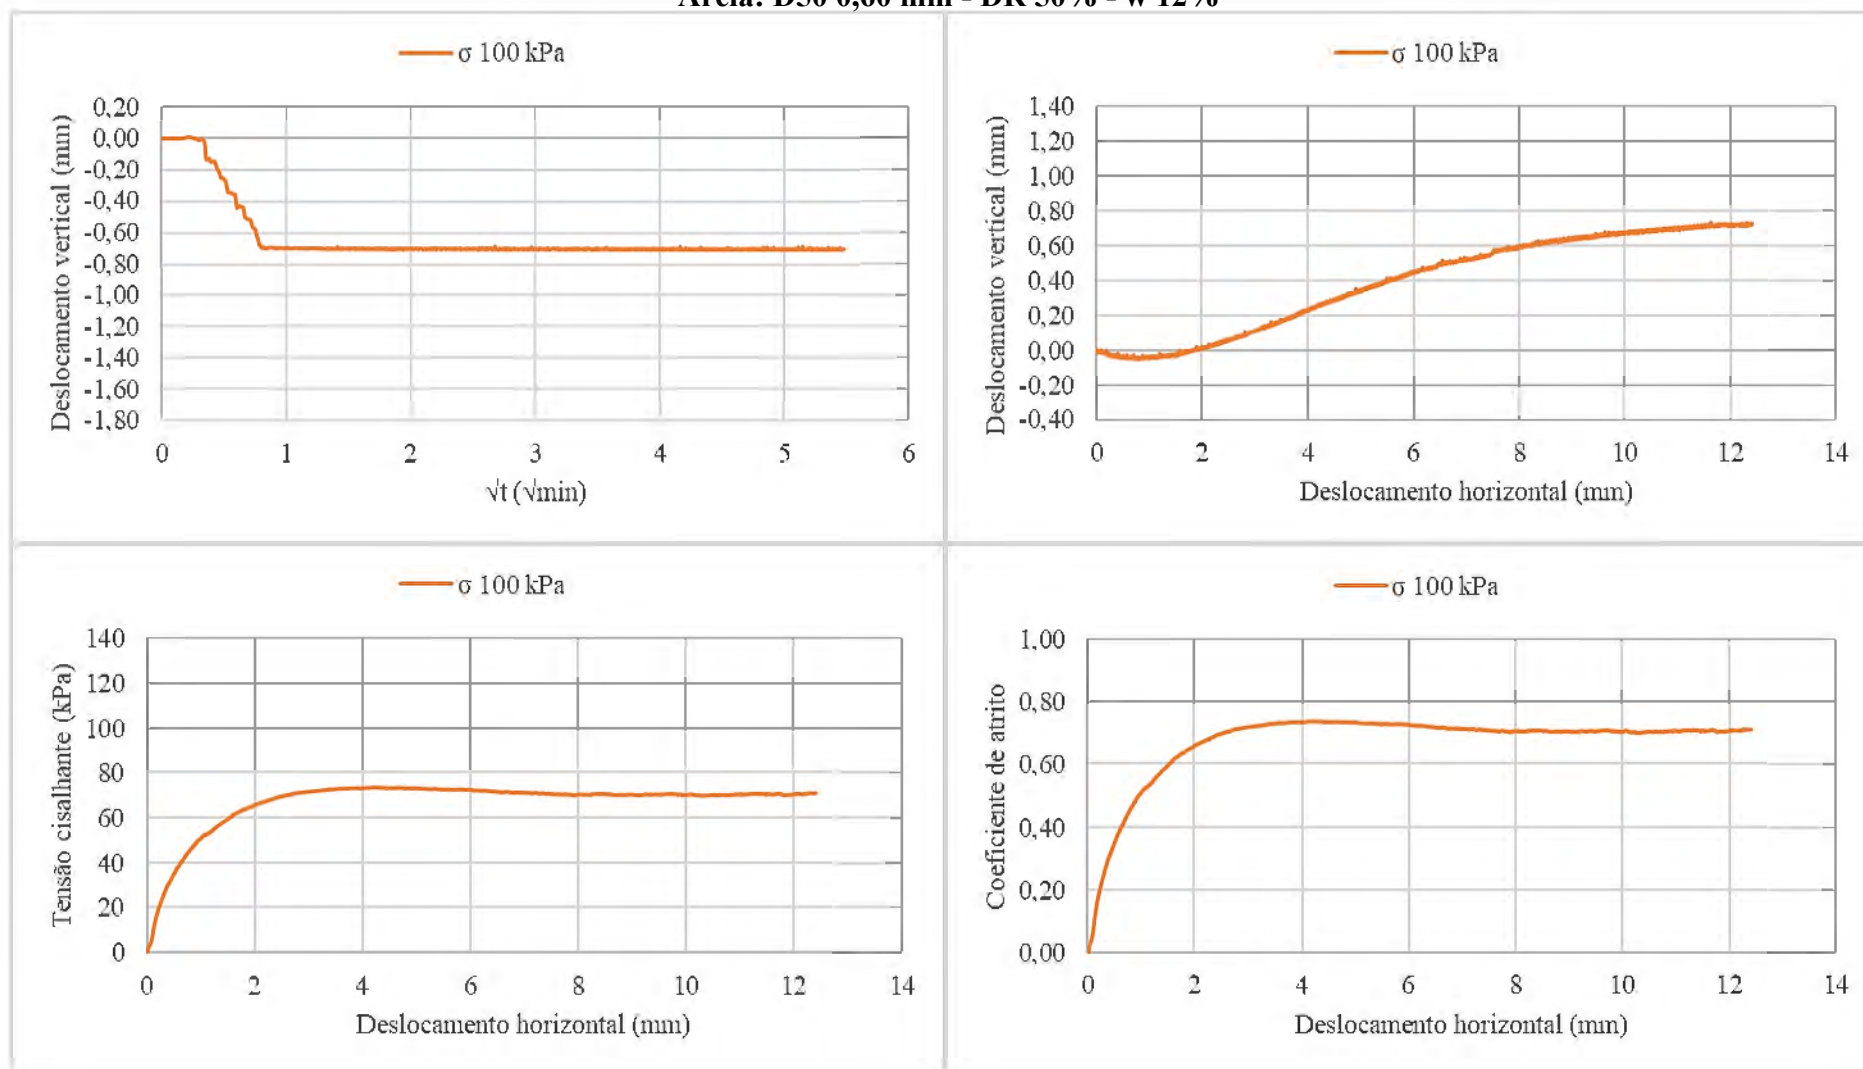 σ 100 kPa
0,20
0,00
-0,20
-0,40
-0,60
-0,80
-1,00
-1,20
-1,40
-1,60
-1,80
Deslocamento vertical (mm)
0 1 2 3 4 5 6
√t (√min)
σ 100 kPa
1,40
1,20
1,00
0,80
0,60
0,40
0,20
0,00
-0,20
-0,40
Deslocamento vertical (mm)
0 2 4 6 8 10 12 14
Deslocamento horizontal (mm)
σ 100 kPa
140
120
100
80
60
40
20
0
Tensão cisalhante (kPa)
0 2 4 6 8 10 12 14
Deslocamento horizontal (mm)
σ 100 kPa
1,00
0,80
0,60
0,40
0,20
0,00
Coeficiente de atrito
0 2 4 6 8 10 12 14
Deslocamento horizontal (mm)